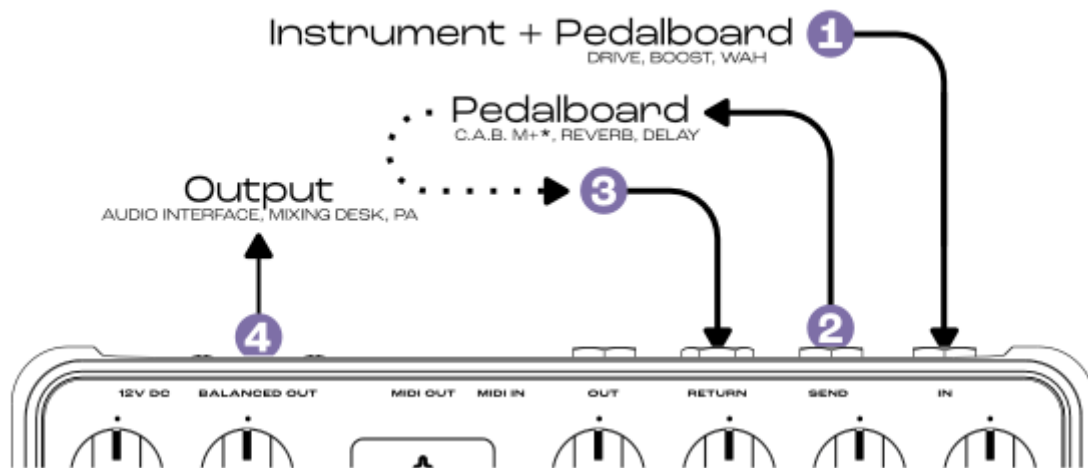 Instrument + Pedalboard 1
DRIVE, BOOST, WAH
Pedalboard
C.A.B. M+*, REVERB, DELAY
3
Output
AUDIO INTERFACE, MIXING DESK, PA
2
4
12V DC BALANCED OUT MIDI OUT MIDI IN OUT RETURN SEND IN